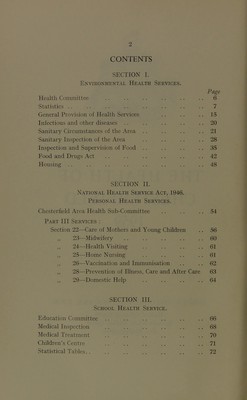 2
CONTENTS
SECTION I.
Environmental Health Services.
Page
Health Committee 6
Statistics 7
General Provision of Health Services 13
Infectious and other diseases 20
Sanitary Circumstances of the Area 21
Sanitary Inspection of the Area 28
Inspection and Supervision of Food 38
Food and Drugs Act 42
Housing 48
SECTION II.
National Health Service Act, 1946.
Personal Health Services.
Chesterfield Area Health Sub-Committee 54
Part III Services:
Section 22—Care of Mothers and Young Children 56
„ 23—Midwifery 60
„ 24—Health Visiting 61
„ 25—Home Nursing 61
„ 26—Vaccination and Immunisation 62
„ 28—Prevention of Illness, Care and After Care 63
„ 29—Domestic Help 64
SECTION III.
School Health Service.
Education Committee 66
Medical Inspection 69
Medical Treatment 70
Children's Centre 71
Statistical Tables 72